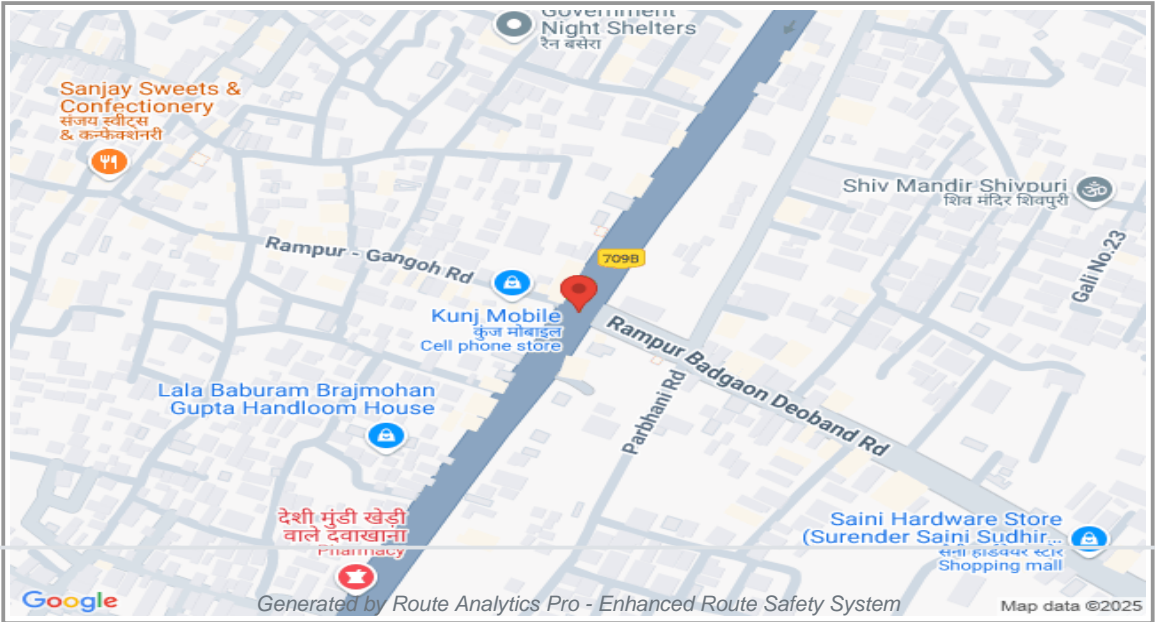 Government
Night Shelters
रैन बसेरा
Sanjay Sweets &
Confectionery
संजय स्वीट्स
& कन्फेक्शनरी
Shiv Mandir Shivpuri
शिव मंदिर शिवपुरी
Gali No.23
Rampur - Gangoh Rd
709B
Kunj Mobile
कुंज मोबाइल
Cell phone store
Rampur Badgaon Deoband Rd
Parbhani Rd
Lala Baburam Brajmohan
Gupta Handloom House
देशी मुंडी खेड़ी
वाले दवाखाना
Pharmacy
Saini Hardware Store
(Surender Saini Sudhir...
सैनी हार्डवेयर स्टोर
Shopping mall
Google
Generated by Route Analytics Pro - Enhanced Route Safety System
Map data ©2025